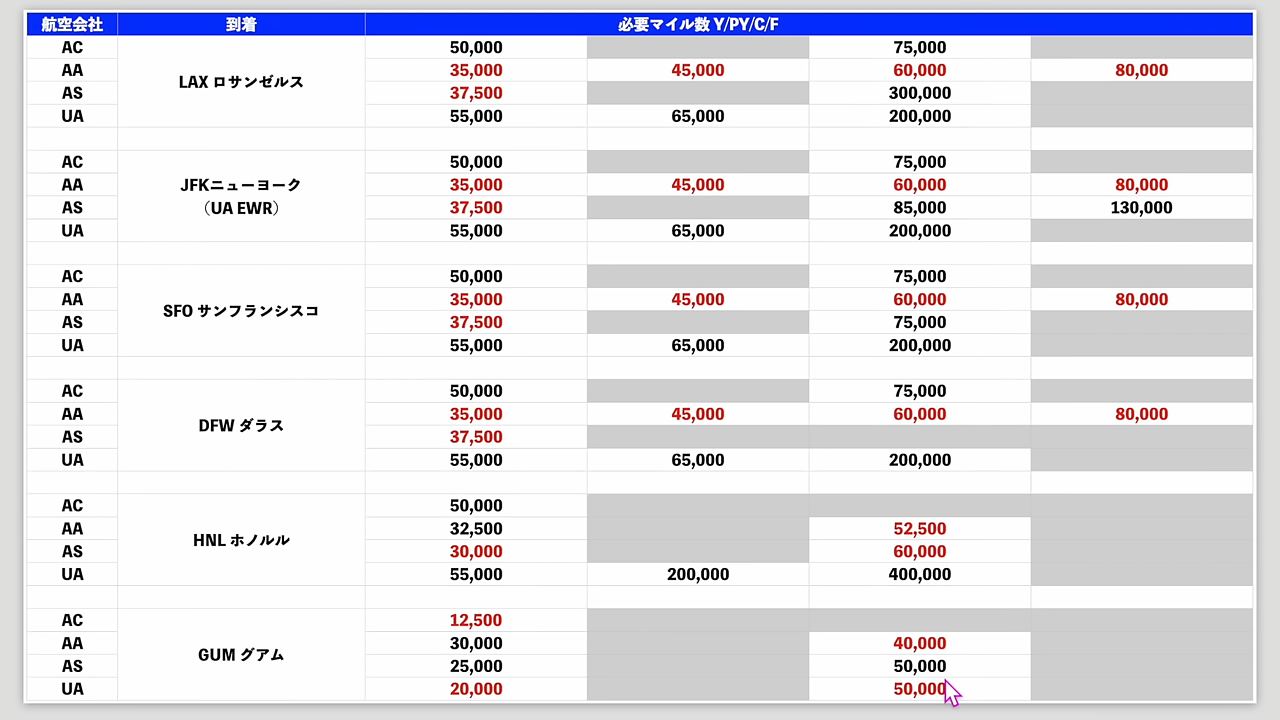 航空会社 到着 必要マイル数 Y/PY/C/F
AC 50,000 75,000
AA 35,000 45,000 60,000 80,000
LAX ロサンゼルス
AS 37,500 300,000
UA 55,000 65,000 200,000
AC 50,000 75,000
AA JFKニューヨーク 35,000 45,000 60,000 80,000
AS （UA EWR） 37,500 85,000 130,000
UA 55,000 65,000 200,000
AC 50,000 75,000
AA 35,000 45,000 60,000 80,000
SFO サンフランシスコ
AS 37,500 75,000
UA 55,000 65,000 200,000
AC 50,000 75,000
AA 35,000 45,000 60,000 80,000
DFW ダラス
AS 37,500
UA 55,000 65,000 200,000
AC 50,000
AA 32,500 52,500
HNL ホノルル
AS 30,000 60,000
UA 55,000 200,000 400,000
AC 12,500
AA 30,000 40,000
GUM グアム
AS 25,000 50,000
UA 20,000 50,000